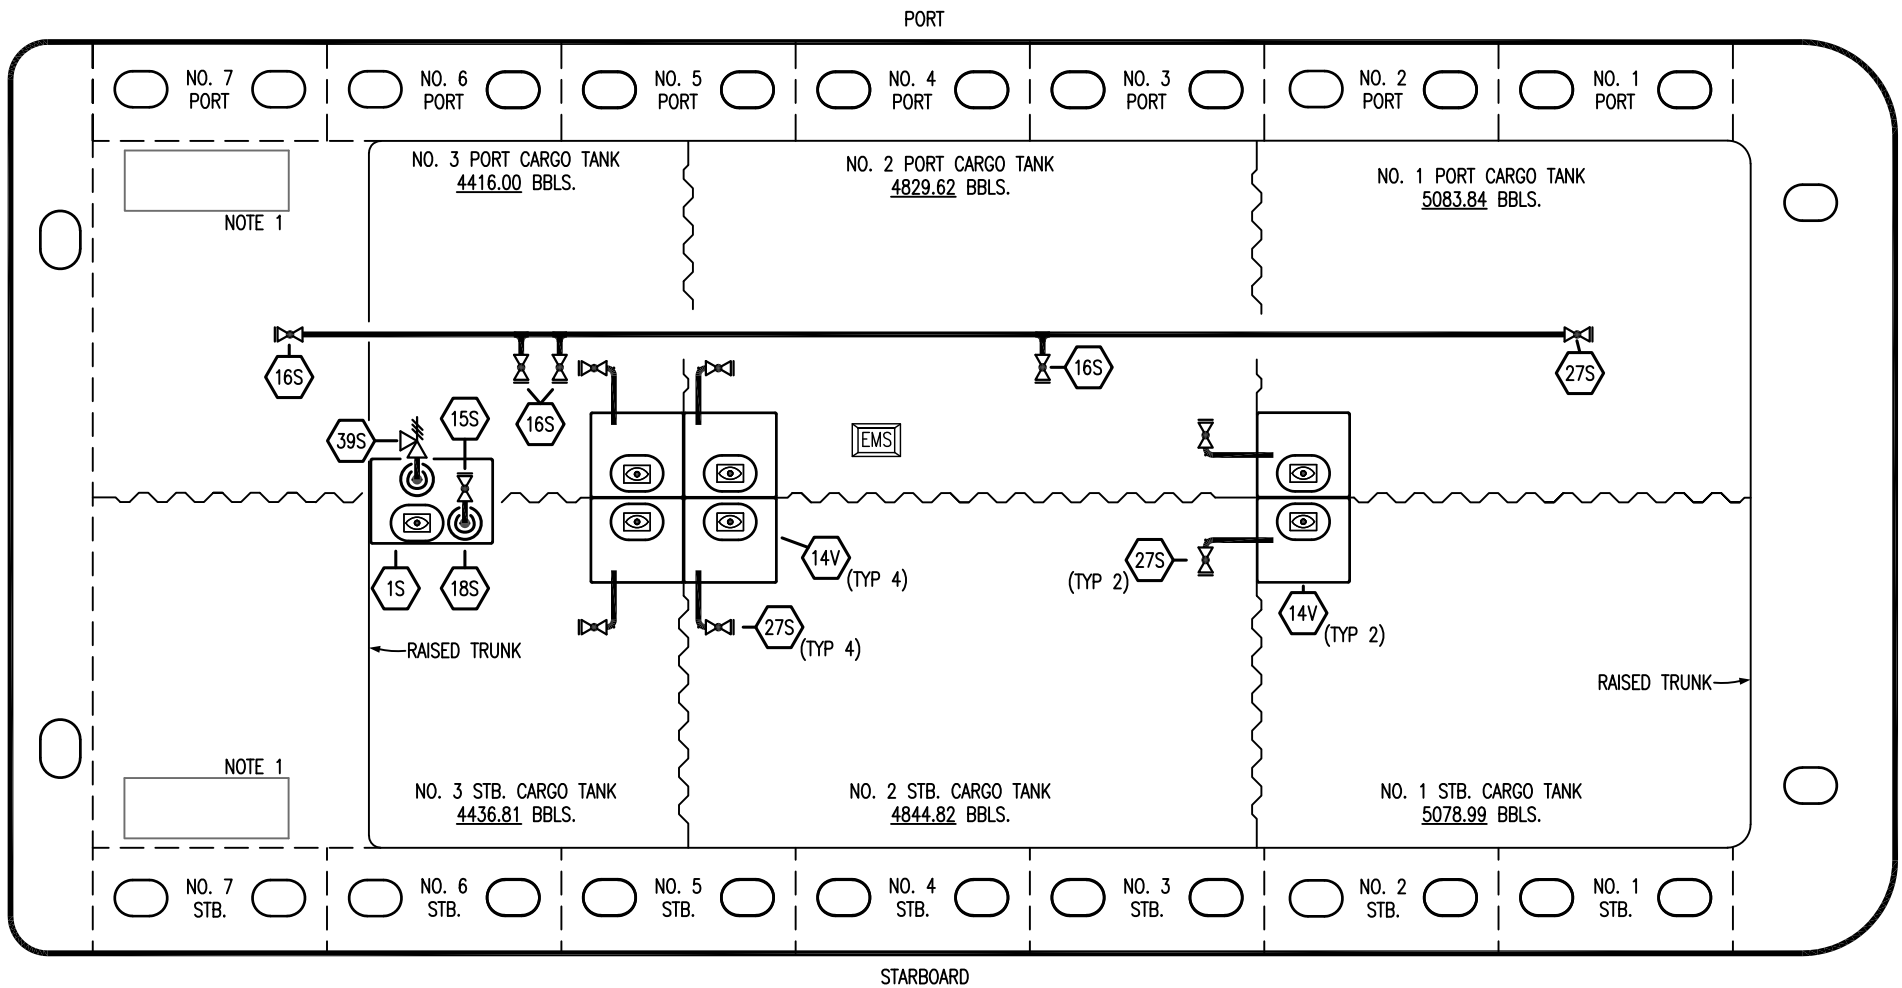 PORT
NO. 7
PORT
NO. 6
PORT
NO. 5
PORT
NO. 4
PORT
NO. 3
PORT
NO. 2
PORT
NO. 1
PORT
NO. 3 PORT CARGO TANK
4416.00 BBLS.
NO. 2 PORT CARGO TANK
4829.62 BBLS.
NO. 1 PORT CARGO TANK
5083.84 BBLS.
NOTE 1
16S
16S
16S
27S
39S
15S
EMS
1S
18S
14V
(TYP 4)
27S
(TYP 4)
27S
(TYP 2)
14V
(TYP 2)
RAISED TRUNK
RAISED TRUNK
NOTE 1
NO. 3 STB. CARGO TANK
4436.81 BBLS.
NO. 2 STB. CARGO TANK
4844.82 BBLS.
NO. 1 STB. CARGO TANK
5078.99 BBLS.
NO. 7
STB.
NO. 6
STB.
NO. 5
STB.
NO. 4
STB.
NO. 3
STB.
NO. 2
STB.
NO. 1
STB.
STARBOARD